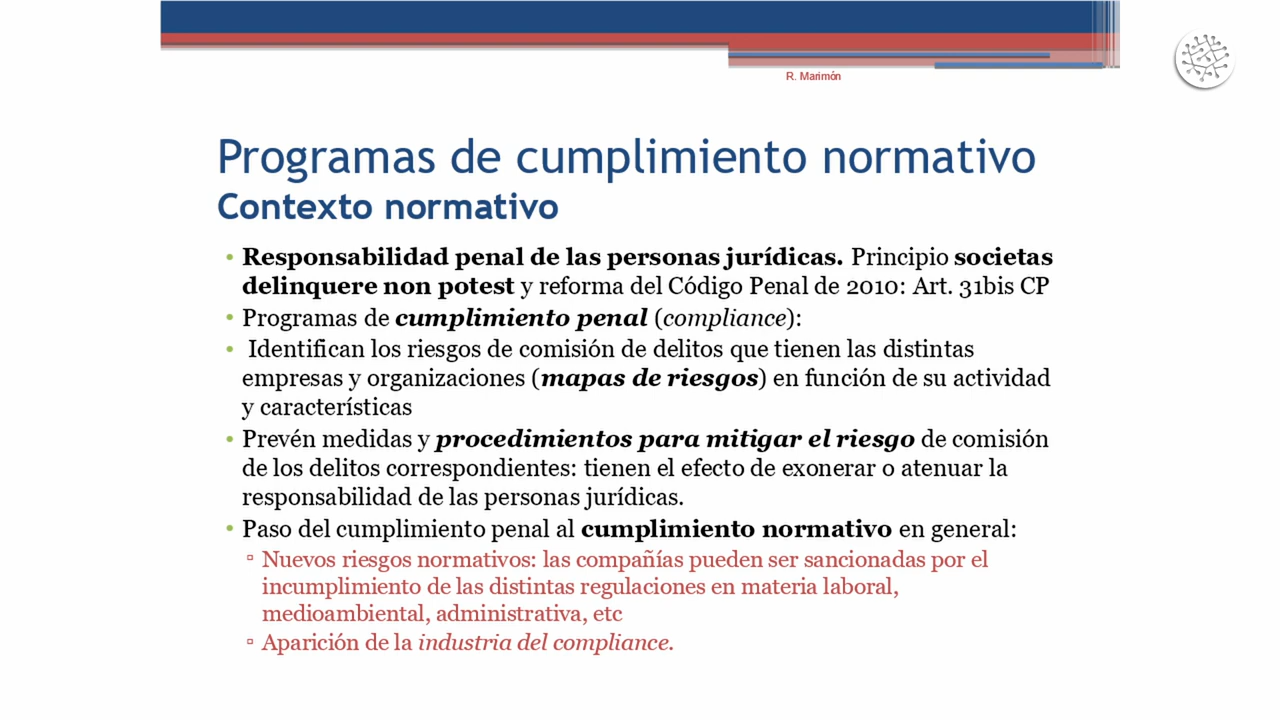 R. Marimón
Programas de cumplimiento normativo
Contexto normativo
• Responsabilidad penal de las personas jurídicas. Principio societas
delinquere non potest y reforma del Código Penal de 2010: Art. 31bis CP
• Programas de cumplimiento penal (compliance):
• Identifican los riesgos de comisión de delitos que tienen las distintas
empresas y organizaciones (mapas de riesgos) en función de su actividad
y características
• Prevén medidas y procedimientos para mitigar el riesgo de comisión
de los delitos correspondientes: tienen el efecto de exonerar o atenuar la
responsabilidad de las personas jurídicas.
• Paso del cumplimiento penal al cumplimiento normativo en general:
▫ Nuevos riesgos normativos: las compañías pueden ser sancionadas por el
incumplimiento de las distintas regulaciones en materia laboral,
medioambiental, administrativa, etc
▫ Aparición de la industria del compliance.